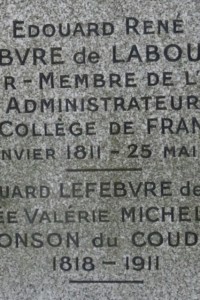 EDOUARD RENÉ
BVRE DE LABOU
R - MEMBRE DE L'
ADMINISTRATEUR
COLLÈGE DE FRAN
NVIER 1811 - 25 MAI
UARD LEFEBVRE DE
ÉE VALÉRIE MICHEL
ONSON DU COUD
1818 - 1911